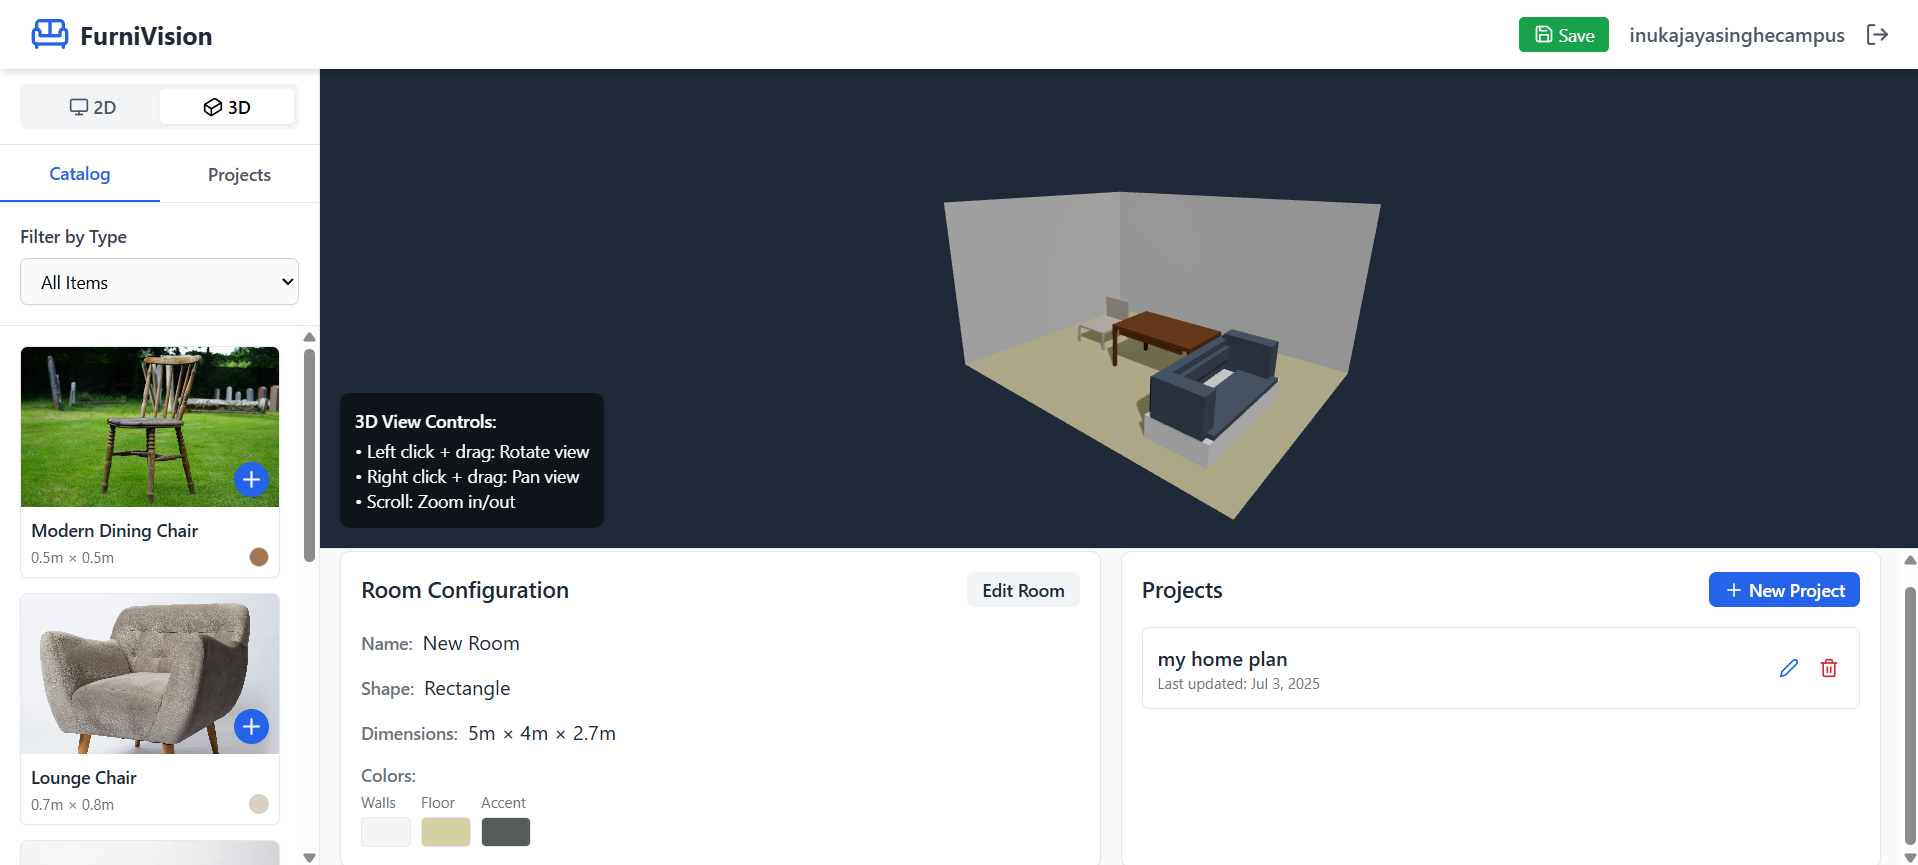 FurniVision
Save
inukajayasinghecampus
2D
3D
Catalog
Projects
Filter by Type
All Items
Modern Dining Chair
0.5m × 0.5m
Lounge Chair
0.7m × 0.8m
3D View Controls:
• Left click + drag: Rotate view
• Right click + drag: Pan view
• Scroll: Zoom in/out
Room Configuration
Edit Room
Name: New Room
Shape: Rectangle
Dimensions: 5m × 4m × 2.7m
Colors:
Walls
Floor
Accent
Projects
+ New Project
my home plan
Last updated: Jul 3, 2025